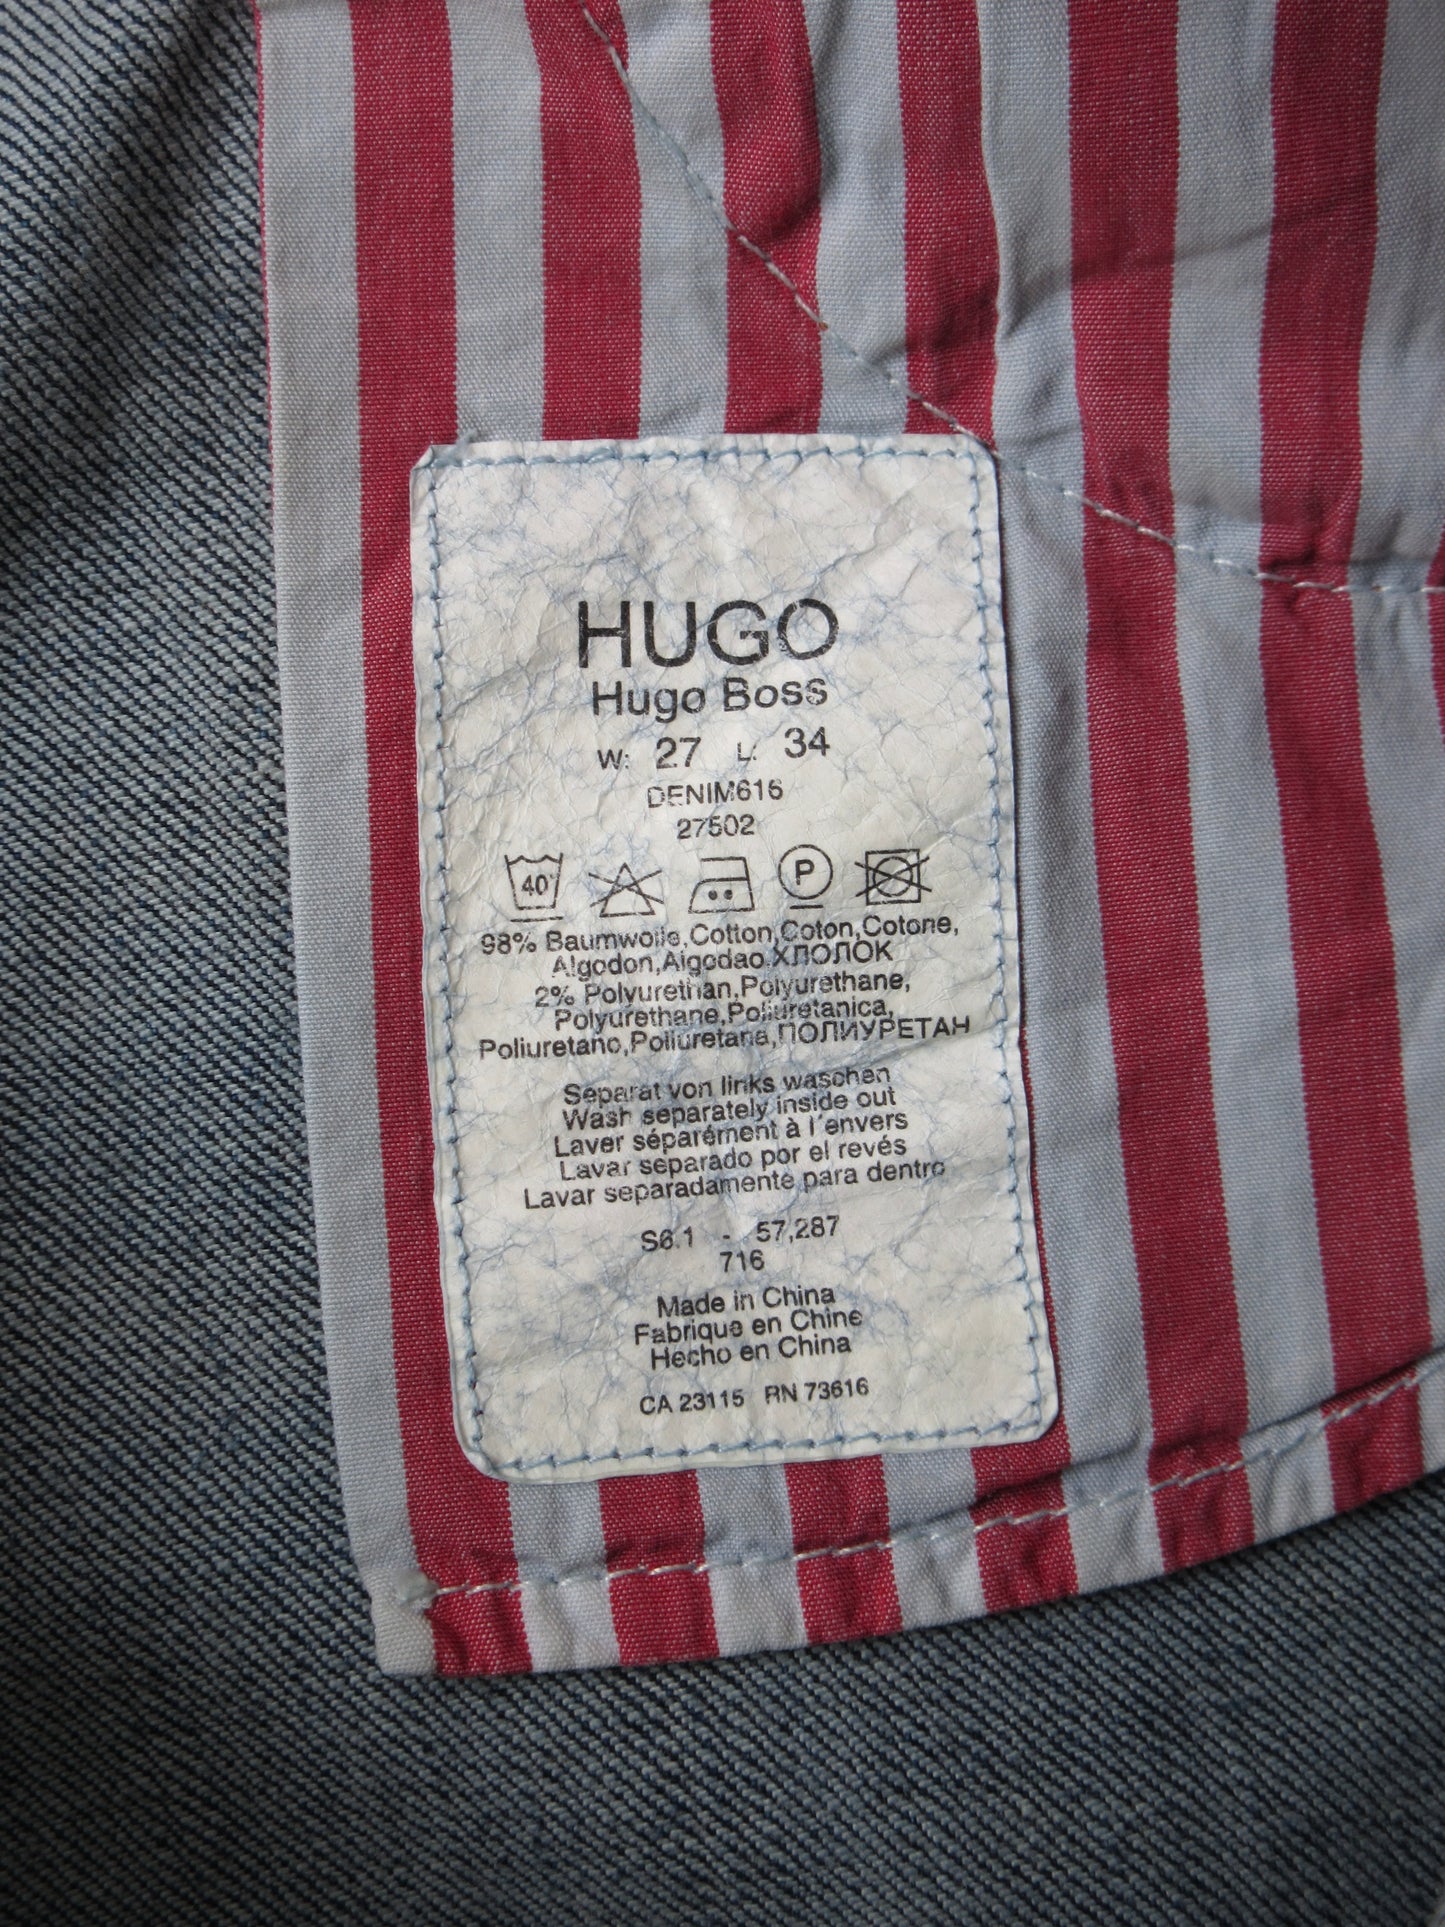 HUGO
Hugo Boss
W: 27 L: 34
DENIM616
27502
40° P
98% Baumwolle,Cotton,Coton,Cotone,
Algodon,Algodao,ХЛОПОК
2% Polyurethan,Polyurethane,
Polyurethane,Poliuretanica,
Poliuretano,Poliuretana,ПОЛИУРЕТАН
Separat von links waschen
Wash separately inside out
Laver séparément à l'envers
Lavar separado por el revés
Lavar separadamente para dentro
S6.1 - 57,287
716
Made in China
Fabrique en Chine
Hecho en China
CA 23115 RN 73616